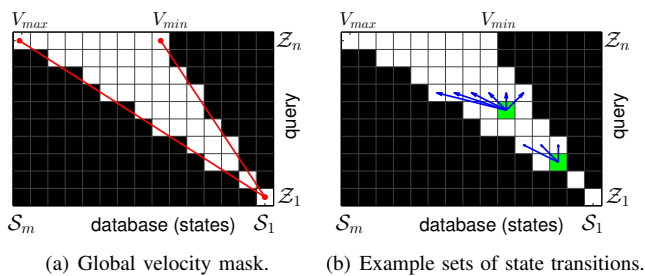 V_max V_min V_max V_min
Z_n Z_n
query query
Z_1 Z_1
S_m database (states) S_1 S_m database (states) S_1
(a) Global velocity mask. (b) Example sets of state transitions.